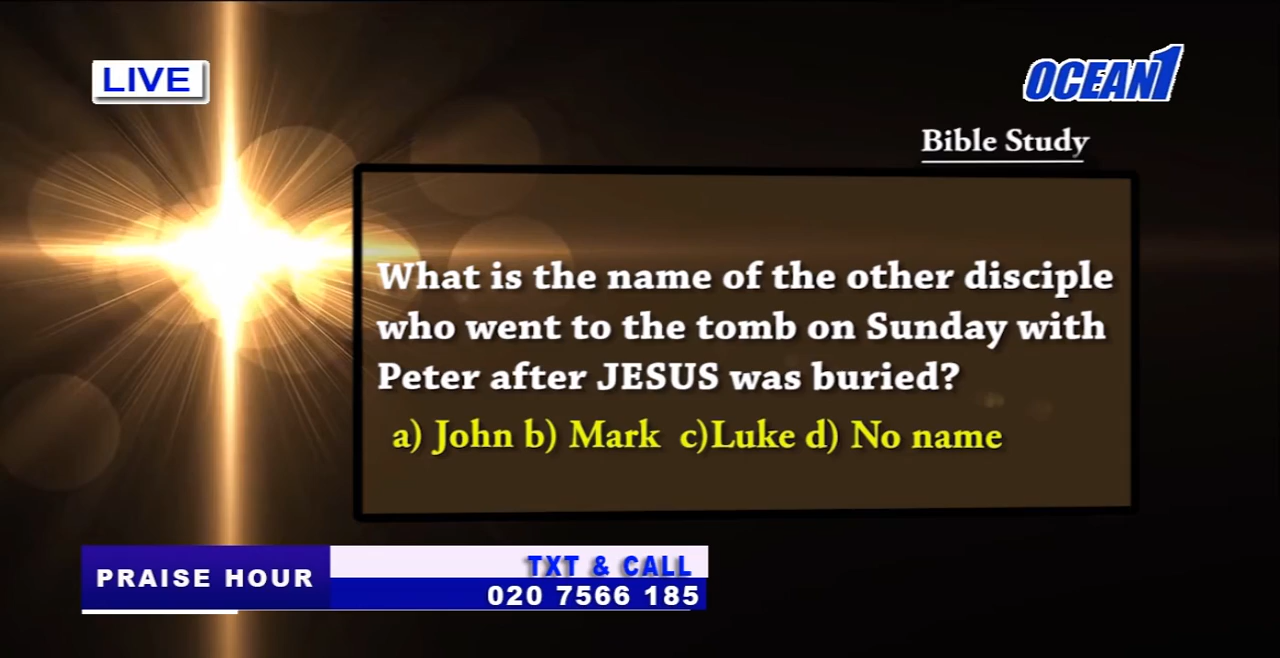 LIVE
OCEAN1
Bible Study
What is the name of the other disciple
who went to the tomb on Sunday with
Peter after JESUS was buried?
a) John b) Mark c)Luke d) No name
PRAISE HOUR
TXT & CALL
020 7566 185